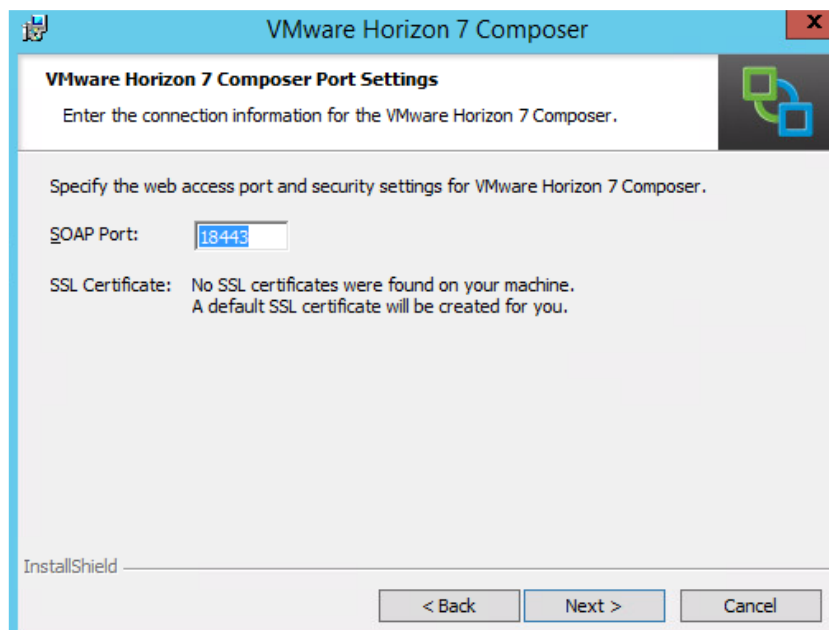 VMware Horizon 7 Composer
x
VMware Horizon 7 Composer Port Settings
Enter the connection information for the VMware Horizon 7 Composer.
Specify the web access port and security settings for VMware Horizon 7 Composer.
SOAP Port: 18443
SSL Certificate: No SSL certificates were found on your machine.
A default SSL certificate will be created for you.
InstallShield
< Back Next > Cancel